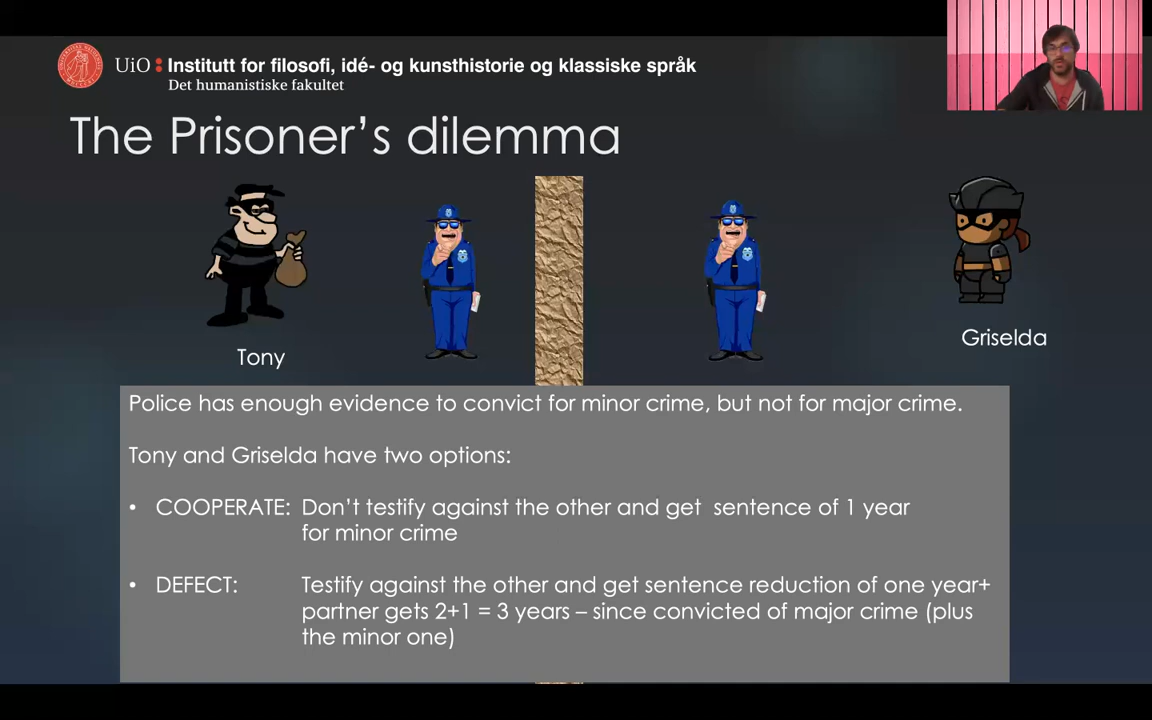 UiO : Institutt for filosofi, idé- og kunsthistorie og klassiske språk
Det humanistiske fakultet
The Prisoner's dilemma
Tony
Griselda
Police has enough evidence to convict for minor crime, but not for major crime.
Tony and Griselda have two options:
• COOPERATE: Don't testify against the other and get sentence of 1 year
for minor crime
• DEFECT: Testify against the other and get sentence reduction of one year+
partner gets 2+1 = 3 years – since convicted of major crime (plus
the minor one)